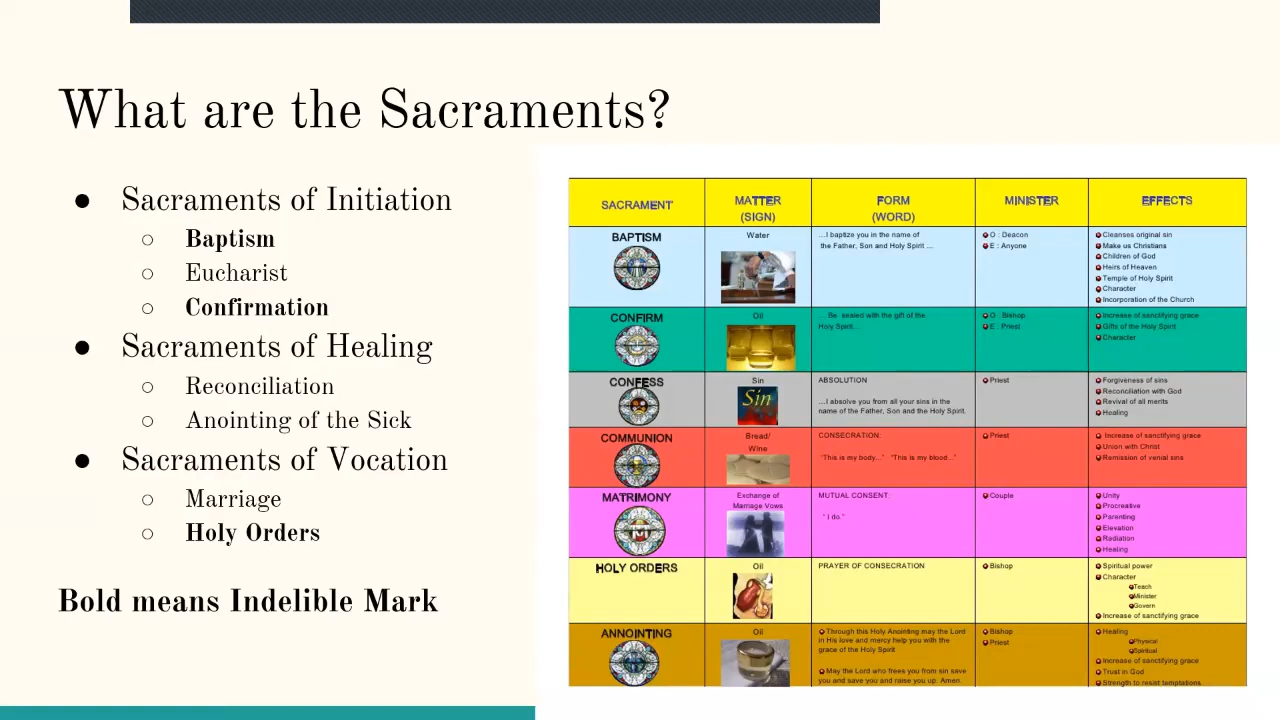 What are the Sacraments?
● Sacraments of Initiation
○ Baptism
○ Eucharist
○ Confirmation
● Sacraments of Healing
○ Reconciliation
○ Anointing of the Sick
● Sacraments of Vocation
○ Marriage
○ Holy Orders
Bold means Indelible Mark
SACRAMENT
MATTER
(SIGN)
FORM
(WORD)
MINISTER
EFFECTS
BAPTISM
Water
...I baptize you in the name of
the Father, Son and Holy Spirit ...
O : Deacon
E : Anyone
Cleanses original sin
Make us Christians
Children of God
Heirs of Heaven
Temple of Holy Spirit
Character
Incorporation of the Church
CONFIRM
Oil
... Be sealed with the gift of the
Holy Spirit...
O : Bishop
E : Priest
Increase of sanctifying grace
Gifts of the Holy Spirit
Character
CONFESS
Sin
Sin
ABSOLUTION
...I absolve you from all your sins in the
name of the Father, Son and the Holy Spirit.
Priest
Forgiveness of sins
Reconciliation with God
Revival of all merits
Healing
COMMUNION
Bread/
Wine
CONSECRATION:
"This is my body..." "This is my blood..."
Priest
Increase of sanctifying grace
Union with Christ
Remission of venial sins
MATRIMONY
Exchange of
Marriage Vows
MUTUAL CONSENT:
" I do "
Couple
Unity
Procreative
Parenting
Elevation
Radiation
Healing
HOLY ORDERS
Oil
PRAYER OF CONSECRATION
Bishop
Spiritual power
Character
Teach
Minister
Govern
Increase of sanctifying grace
ANNOINTING
Oil
Through this Holy Anointing may the Lord
in His love and mercy help you with the
grace of the Holy Spirit
May the Lord who frees you from sin save
you and save you and raise you up. Amen.
Bishop
Priest
Healing
Physical
Spiritual
Increase of sanctifying grace
Trust in God
Strength to resist temptations